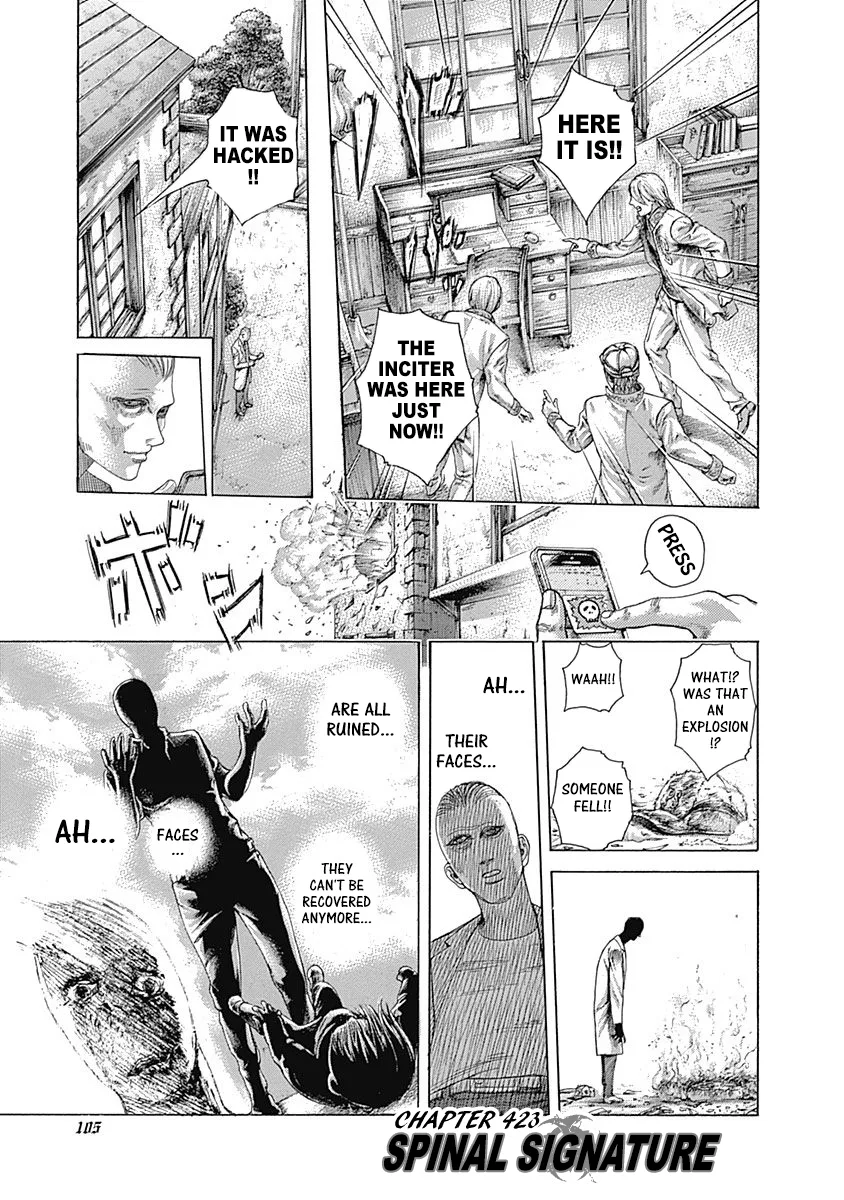 HERE
IT IS!!
THE
INCITER
WAS HERE
JUST
NOW!!
IT WAS
HACKED
!!
PRESS
WHAT!?
WAS THAT
AN
EXPLOSION
!?
WAAH!!
SOMEONE
FELL!!
AH...
THEIR
FACES...
ARE ALL
RUINED...
FACES
...
AH...
THEY
CAN'T BE
RECOVERED
ANYMORE...
105
CHAPTER 423
SPINAL SIGNATURE